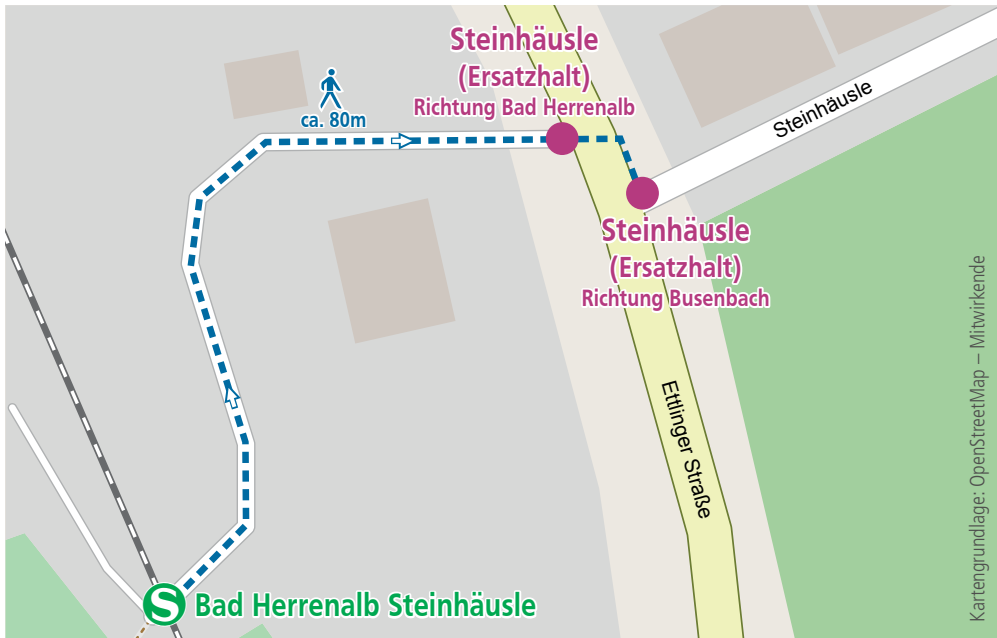 Steinhäusle
(Ersatzhalt)
Richtung Bad Herrenalb
ca. 80m
Steinhäusle
Steinhäusle
(Ersatzhalt)
Richtung Busenbach
Ettlinger Straße
S
Bad Herrenalb Steinhäusle
Kartengrundlage: OpenStreetMap – Mitwirkende